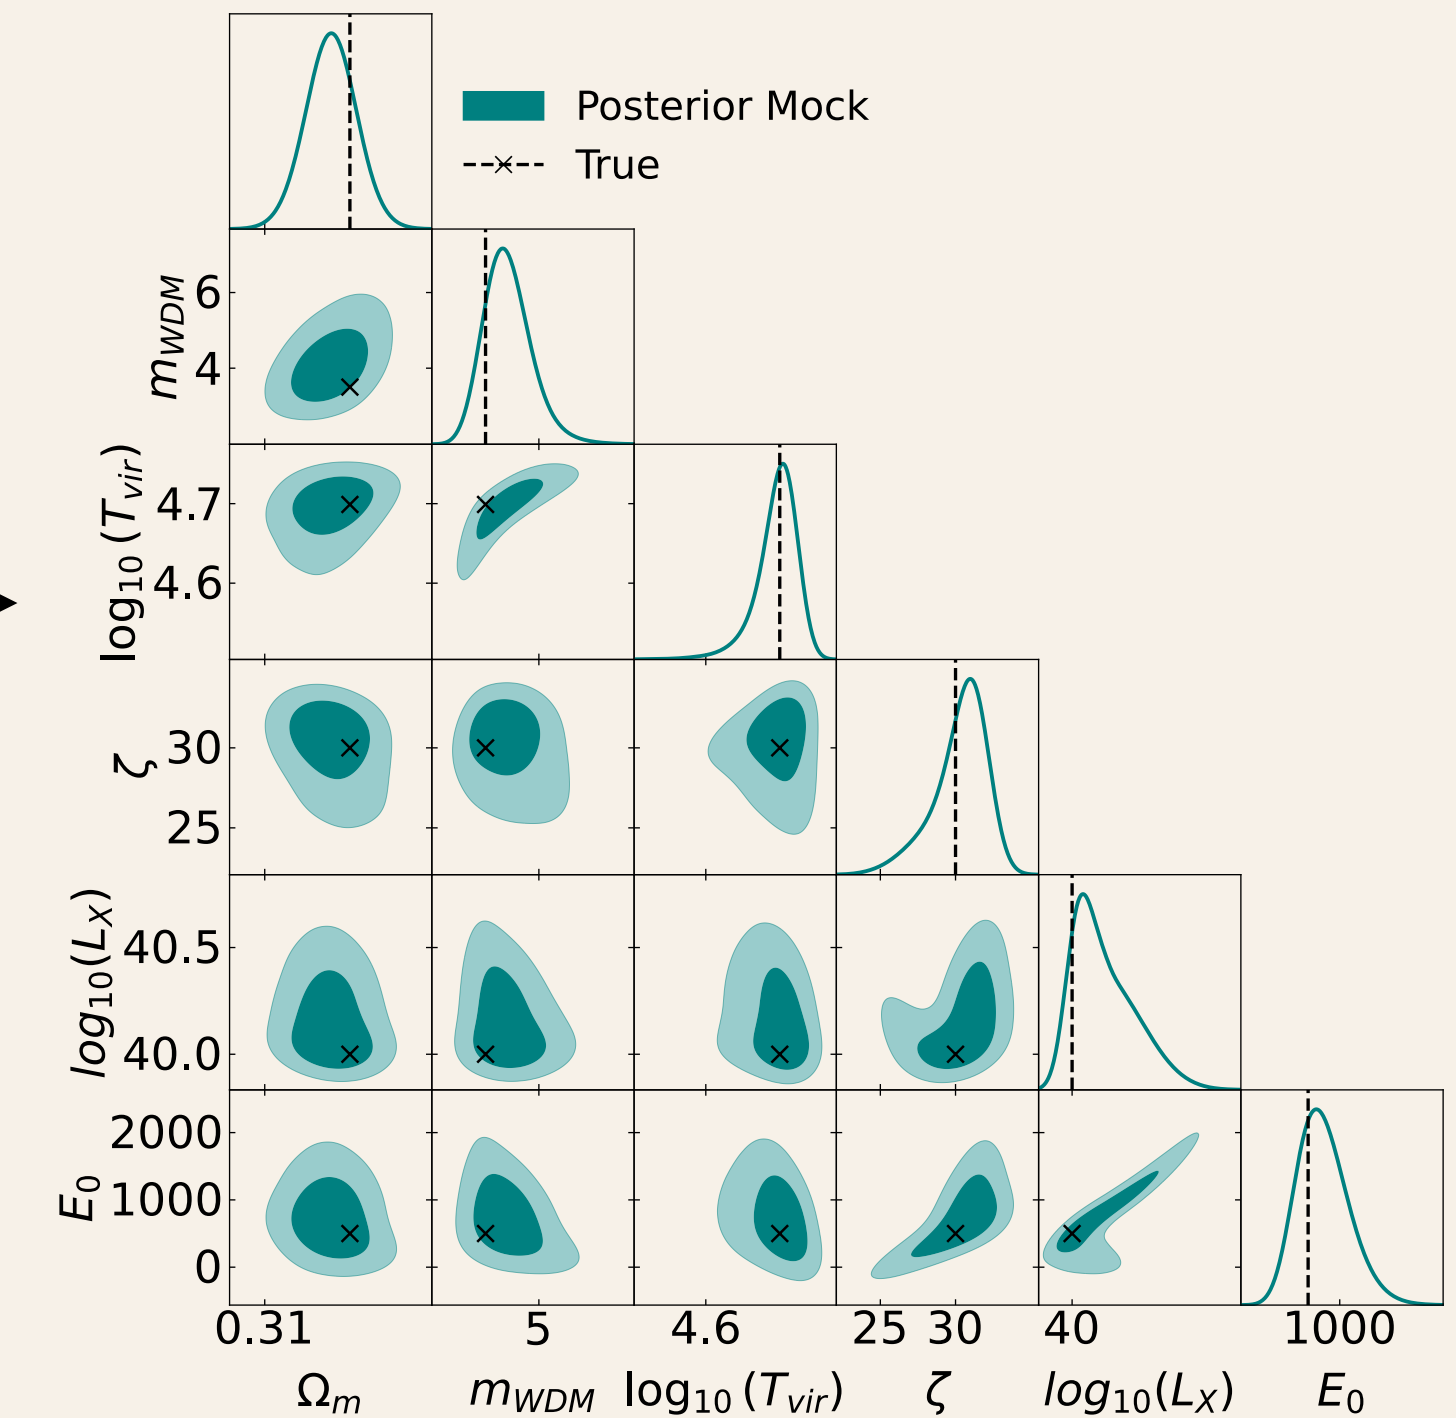 Posterior Mock
True
m_WDM
6
4
log₁₀(T_vir)
4.7
4.6
ζ
30
25
log₁₀(L_X)
40.5
40.0
E₀
2000
1000
0
0.31 5 4.6 25 30 40 1000
Ω_m m_WDM log₁₀(T_vir) ζ log₁₀(L_X) E₀